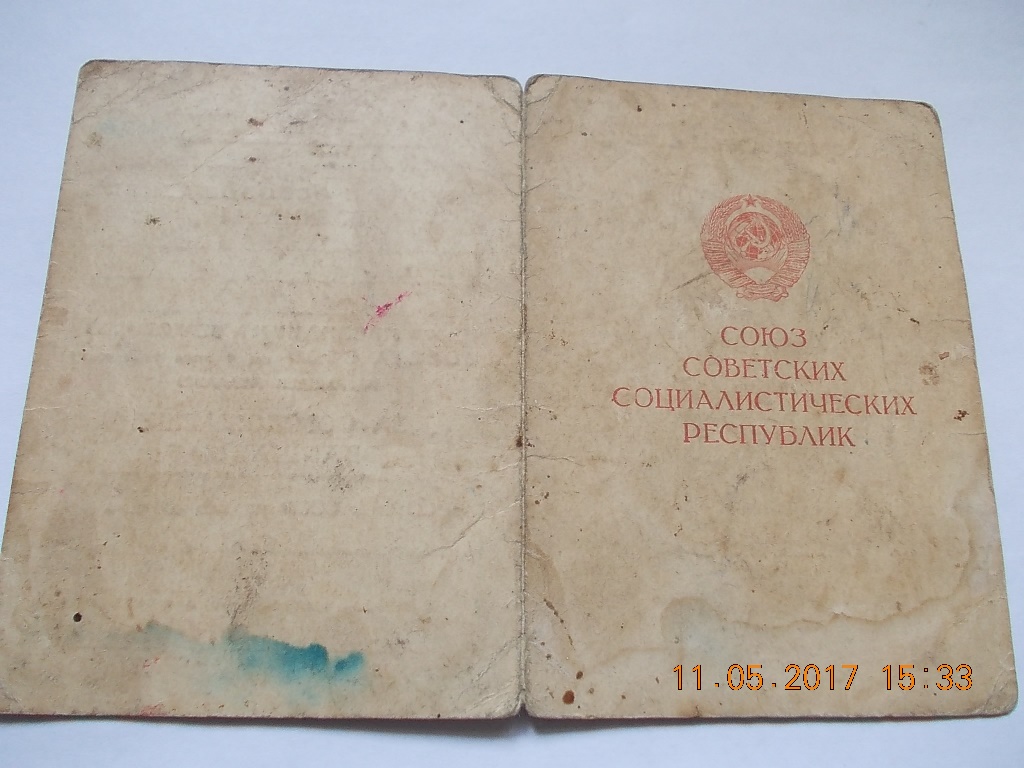 СОЮЗ
СОВЕТСКИХ
СОЦИАЛИСТИЧЕСКИХ
РЕСПУБЛИК
11.05.2017 15:33